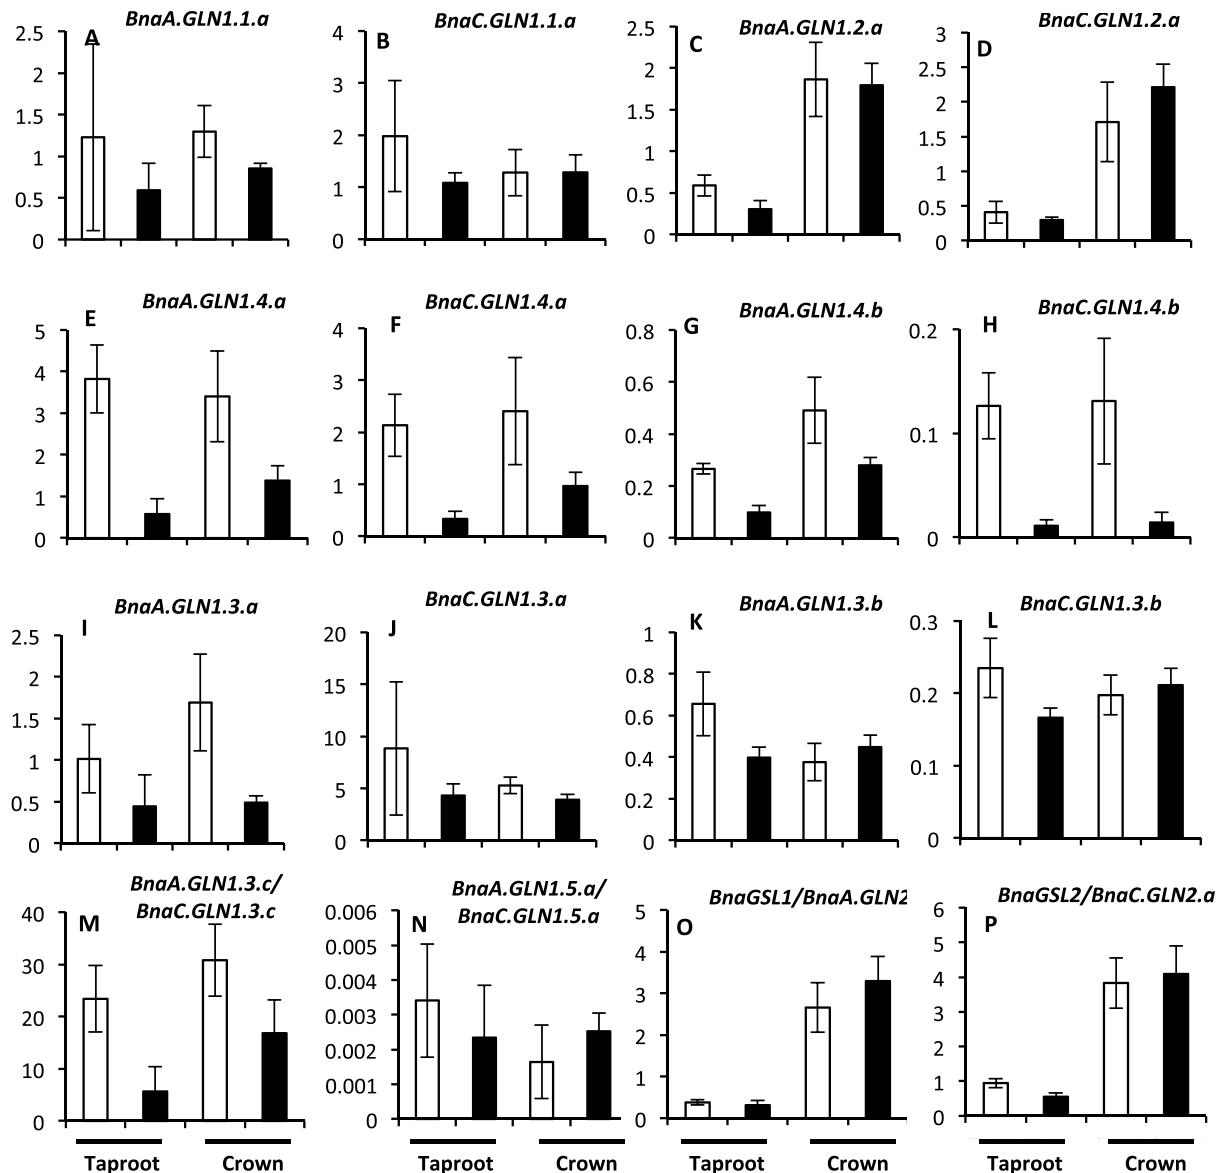 BnaA.GLN1.1.a
A
2.5
2
1.5
1
0.5
0
BnaC.GLN1.1.a
B
4
3
2
1
0
BnaA.GLN1.2.a
C
2.5
2
1.5
1
0.5
0
BnaC.GLN1.2.a
D
3
2.5
2
1.5
1
0.5
0
BnaA.GLN1.4.a
E
5
4
3
2
1
0
BnaC.GLN1.4.a
F
4
3
2
1
0
BnaA.GLN1.4.b
G
0.8
0.6
0.4
0.2
0
BnaC.GLN1.4.b
H
0.2
0.1
0
BnaA.GLN1.3.a
I
2.5
2
1.5
1
0.5
0
BnaC.GLN1.3.a
J
20
15
10
5
0
BnaA.GLN1.3.b
K
1
0.8
0.6
0.4
0.2
0
BnaC.GLN1.3.b
L
0.3
0.2
0.1
0
BnaA.GLN1.3.c/
BnaC.GLN1.3.c
M
40
30
20
10
0
Taproot Crown
BnaA.GLN1.5.a/
BnaC.GLN1.5.a
N
0.006
0.005
0.004
0.003
0.002
0.001
0
Taproot Crown
BnaGSL1/BnaA.GLN2
O
5
4
3
2
1
0
Taproot Crown
BnaGSL2/BnaC.GLN2.a
P
6
5
4
3
2
1
0
Taproot Crown